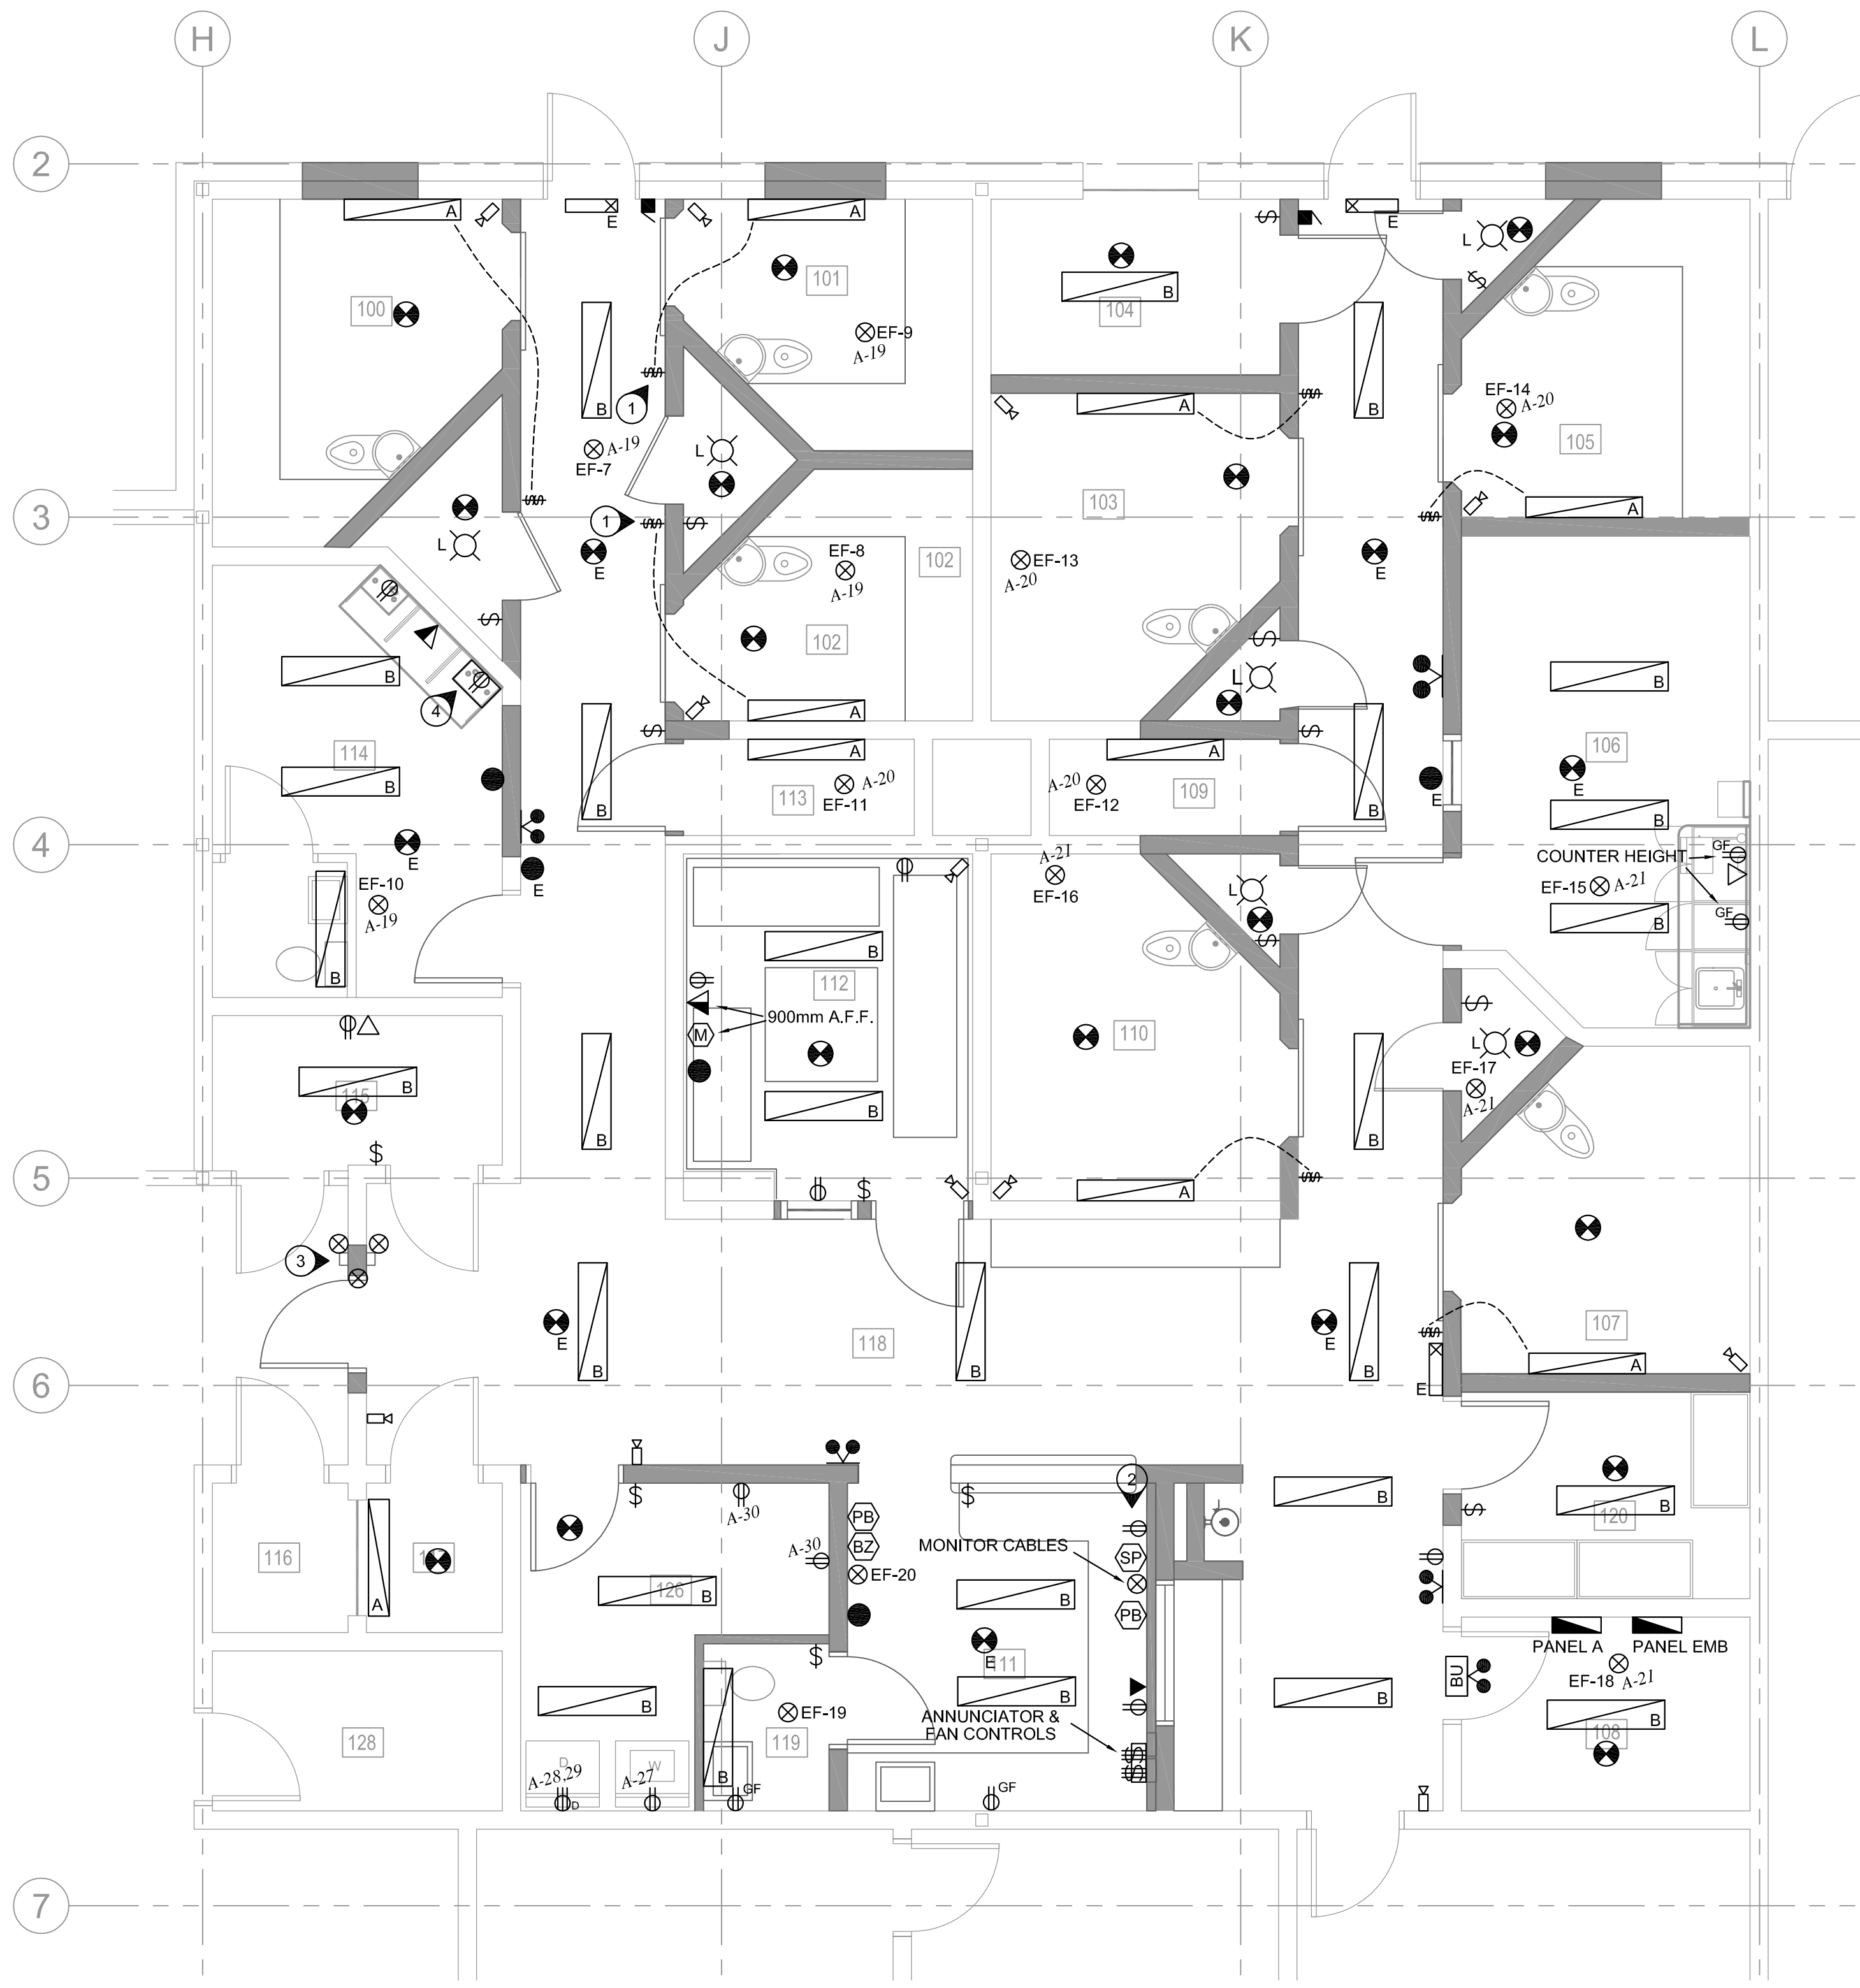 H J K L
2
A A E E
L $
100 101 B 104 105
EF-9
A-19
B B
1
A
EF-14
A-20
A-19
EF-7
L
103
A
3
1
L
E
EF-8
A-19
102
EF-13
A-20
E
102
$ B
L
B
4
A
$
114
B
A
A
B
106
E
113
A-20
EF-11
A-20
EF-12
109
B
E
B
4
E
E
EF-10
A-19
B
A-21
EF-16
L
COUNTER HEIGHT
GF
EF-15
A-21
GF
B
B
112
900mm A.F.F.
M
110
L
EF-17
A-21
B
115
B
B
B
5
$
$
A
3
E
B
118
B
E
B
107
A
6
E
2
$
A-30
$
B
B
120
$
116
A-30
PB
BZ
EF-20
MONITOR CABLES
SP
PB
A
126
B
B
PANEL A PANEL EMB
E
111
B
BU
EF-18
A-21
$
B
B
B
128
EF-19
119
ANNUNCIATOR &
FAN CONTROLS
108
D
A-28,29
D
W
A-27
B
GF
GF
7